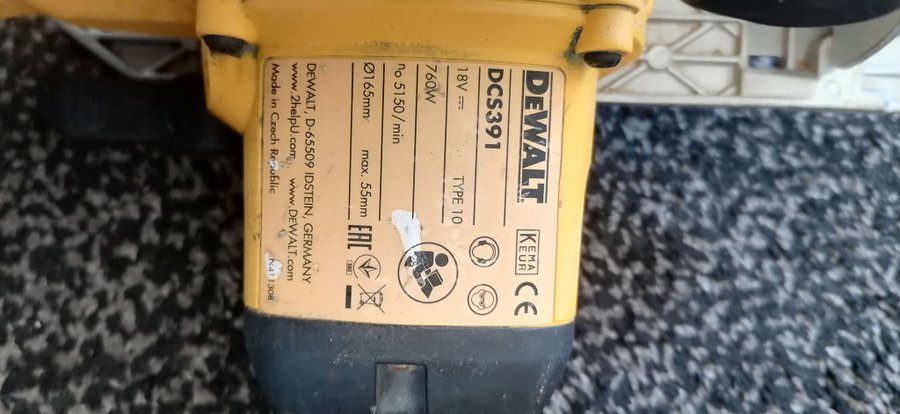 DEWALT
KEMA
KEUR
CE
DCS391
18V TYPE 10
760W
no 5150/min
Ø165mm max. 55mm
EAC
DEWALT, D-65509 IDSTEIN, GERMANY
www.2helpU.com www.DEWALT.com
Made in Czech Republic N411308